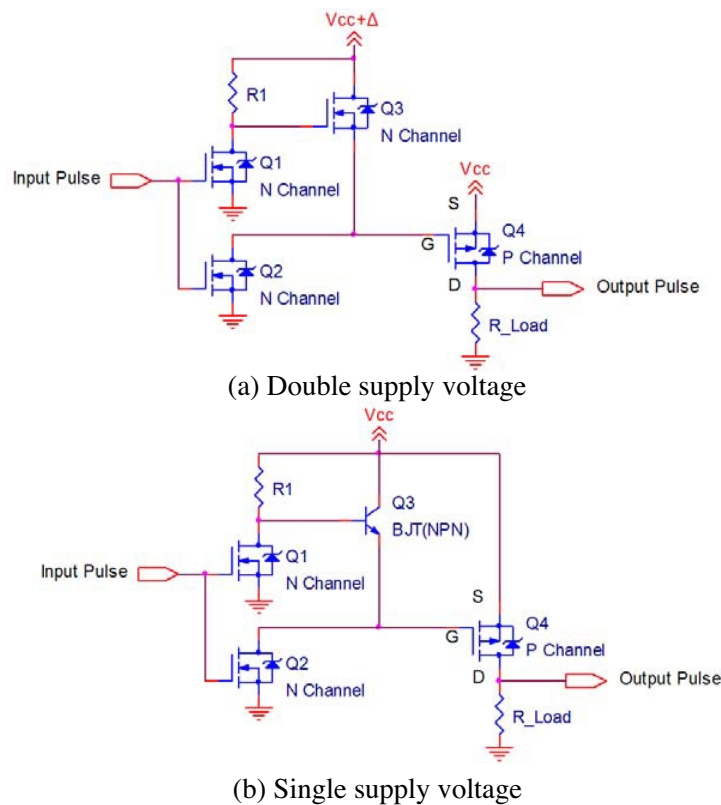 Vcc+Δ
R1
Q3
N Channel
Q1
N Channel
Input Pulse
Vcc
S
Q4
P Channel
G
Q2
N Channel
D
Output Pulse
R_Load
(a) Double supply voltage
Vcc
R1
Q3
BJT(NPN)
Q1
N Channel
Input Pulse
S
Q4
P Channel
G
Q2
N Channel
D
Output Pulse
R_Load
(b) Single supply voltage